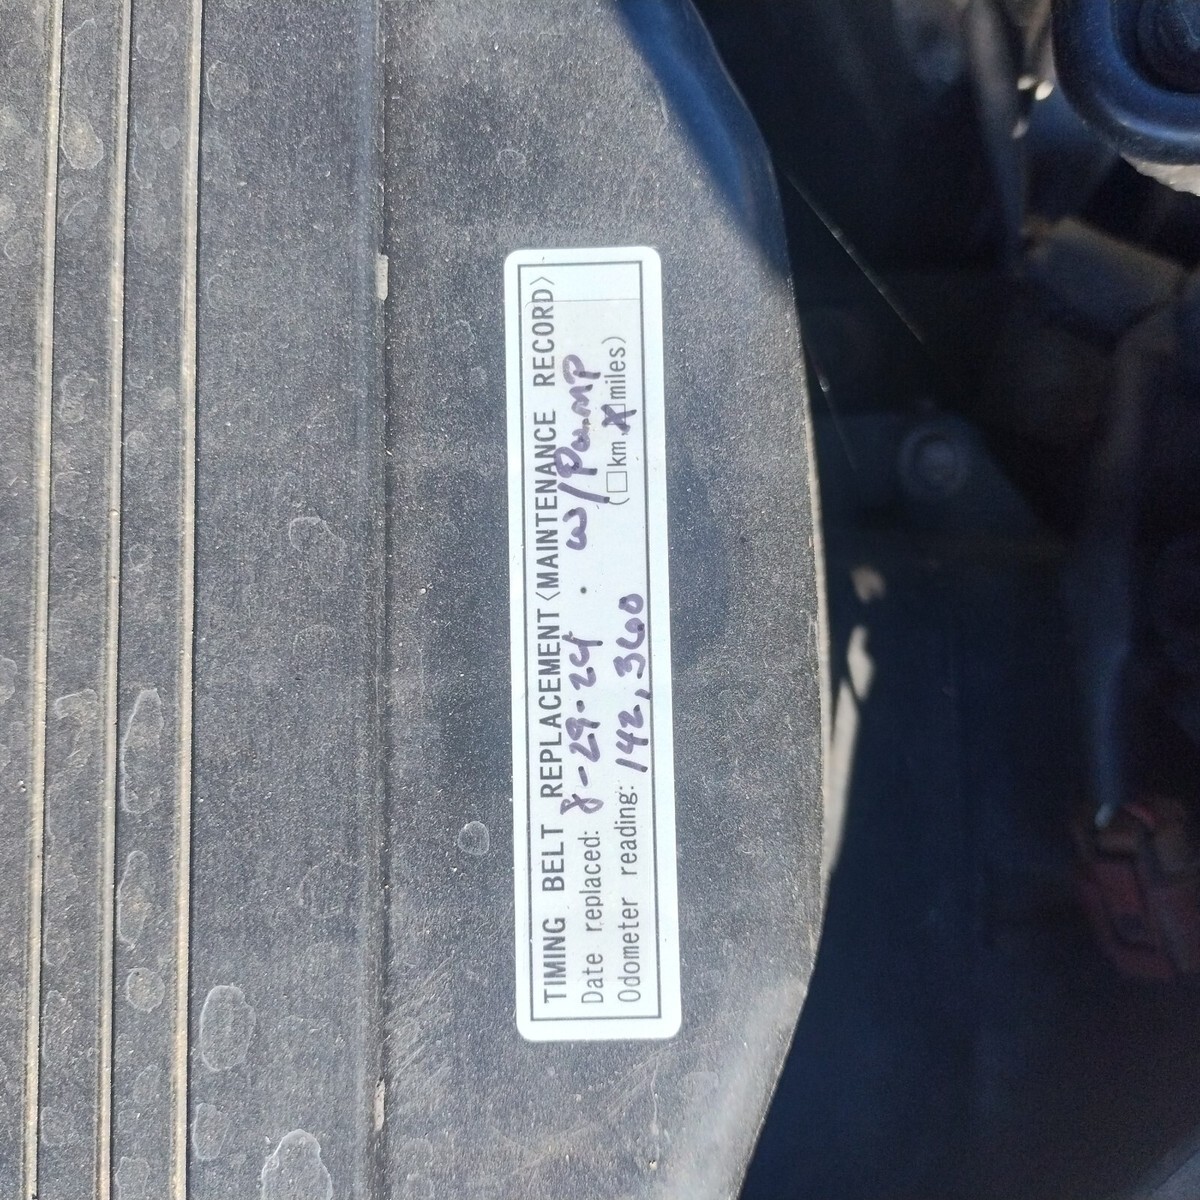 TIMING BELT REPLACEMENT〈MAINTENANCE RECORD〉
Date replaced: 8-29-24 . w/Pump
Odometer reading: 142,360 (□km ☒miles)